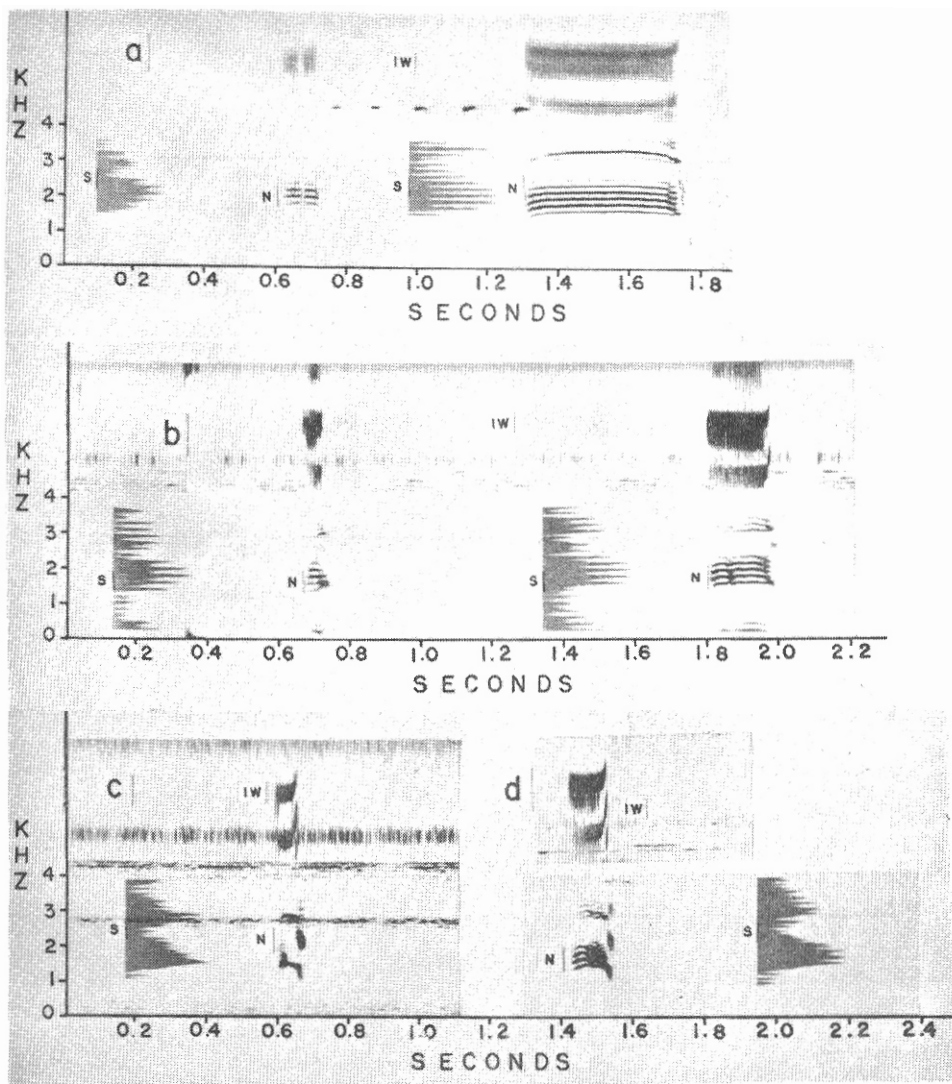 a
IW
K
H
Z
4
3
2
1
0
S
N
S
N
0.2 0.4 0.6 0.8 1.0 1.2 1.4 1.6 1.8
SECONDS
b
IW
K
H
Z
4
3
2
1
0
S
N
S
N
0.2 0.4 0.6 0.8 1.0 1.2 1.4 1.6 1.8 2.0 2.2
SECONDS
c
IW
d
IW
K
H
Z
4
3
2
1
0
S
N
N
S
0.2 0.4 0.6 0.8 1.0 1.2 1.4 1.6 1.8 2.0 2.2 2.4
SECONDS